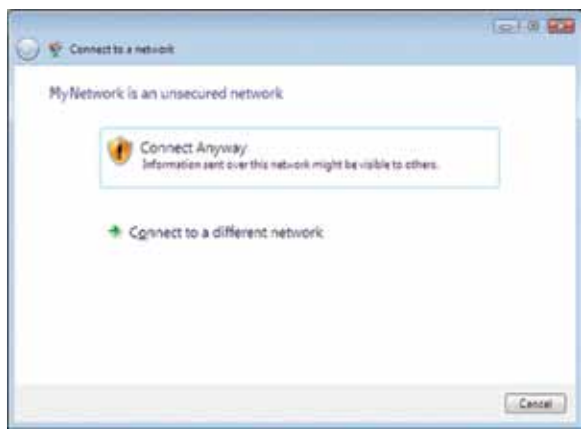 Connect to a network
MyNetwork is an unsecured network
Connect Anyway
Information sent over this network might be visible to others.
Connect to a different network
Cancel